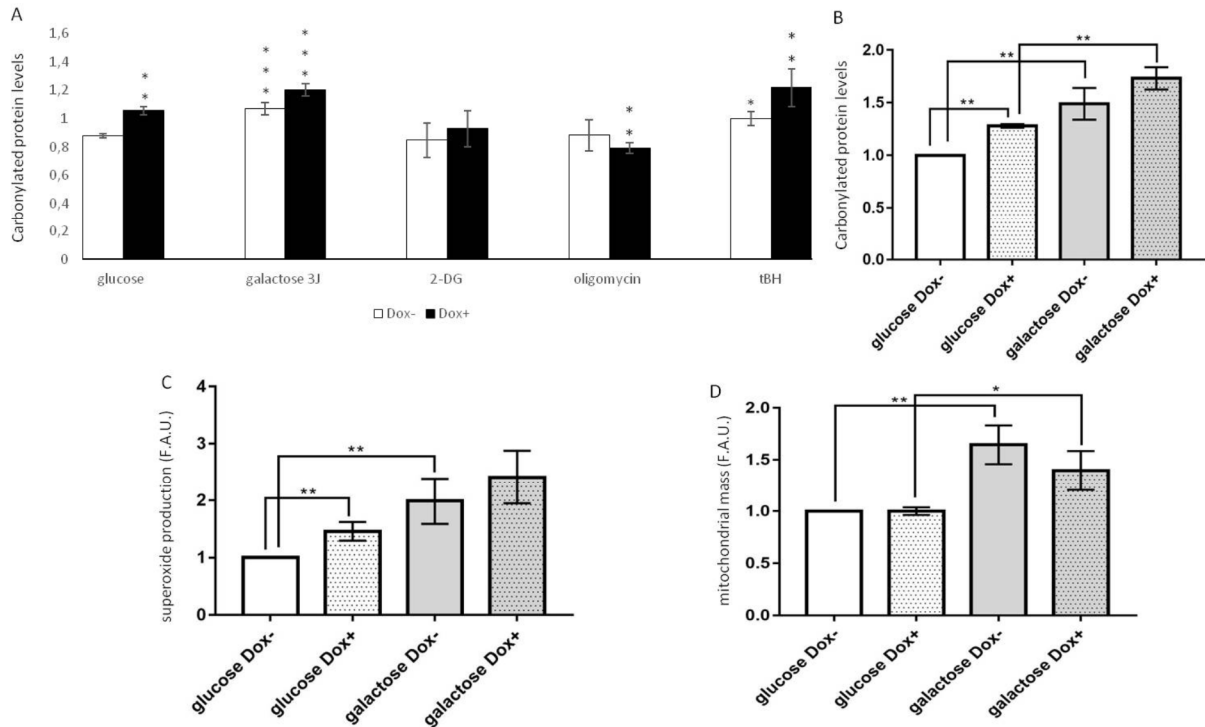 A
Carbonylated protein levels
1,6
1,4
1,2
1
0,8
0,6
0,4
0,2
0
* *
* * *
* * *
* *
*
* *
glucose
galactose 3J
2-DG
oligomycin
tBH
Dox-
Dox+
B
Carbonylated protein levels
2.0
1.5
1.0
0.5
0.0
**
**
**
glucose Dox-
glucose Dox+
galactose Dox-
galactose Dox+
C
superoxide production (F.A.U.)
4
3
2
1
0
**
**
glucose Dox-
glucose Dox+
galactose Dox-
galactose Dox+
D
mitochondrial mass (F.A.U.)
2.0
1.5
1.0
0.5
0.0
**
*
glucose Dox-
glucose Dox+
galactose Dox-
galactose Dox+